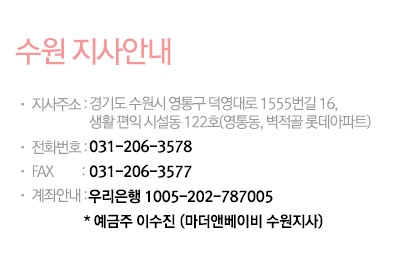 수원 지사안내
· 지사주소 : 경기도 수원시 영통구 덕영대로 1555번길 16,
생활 편익 시설동 122호(영통동, 벽적골 롯데아파트)
· 전화번호 : 031-206-3578
· FAX : 031-206-3577
· 계좌안내 : 우리은행 1005-202-787005
* 예금주 이수진 (마더앤베이비 수원지사)